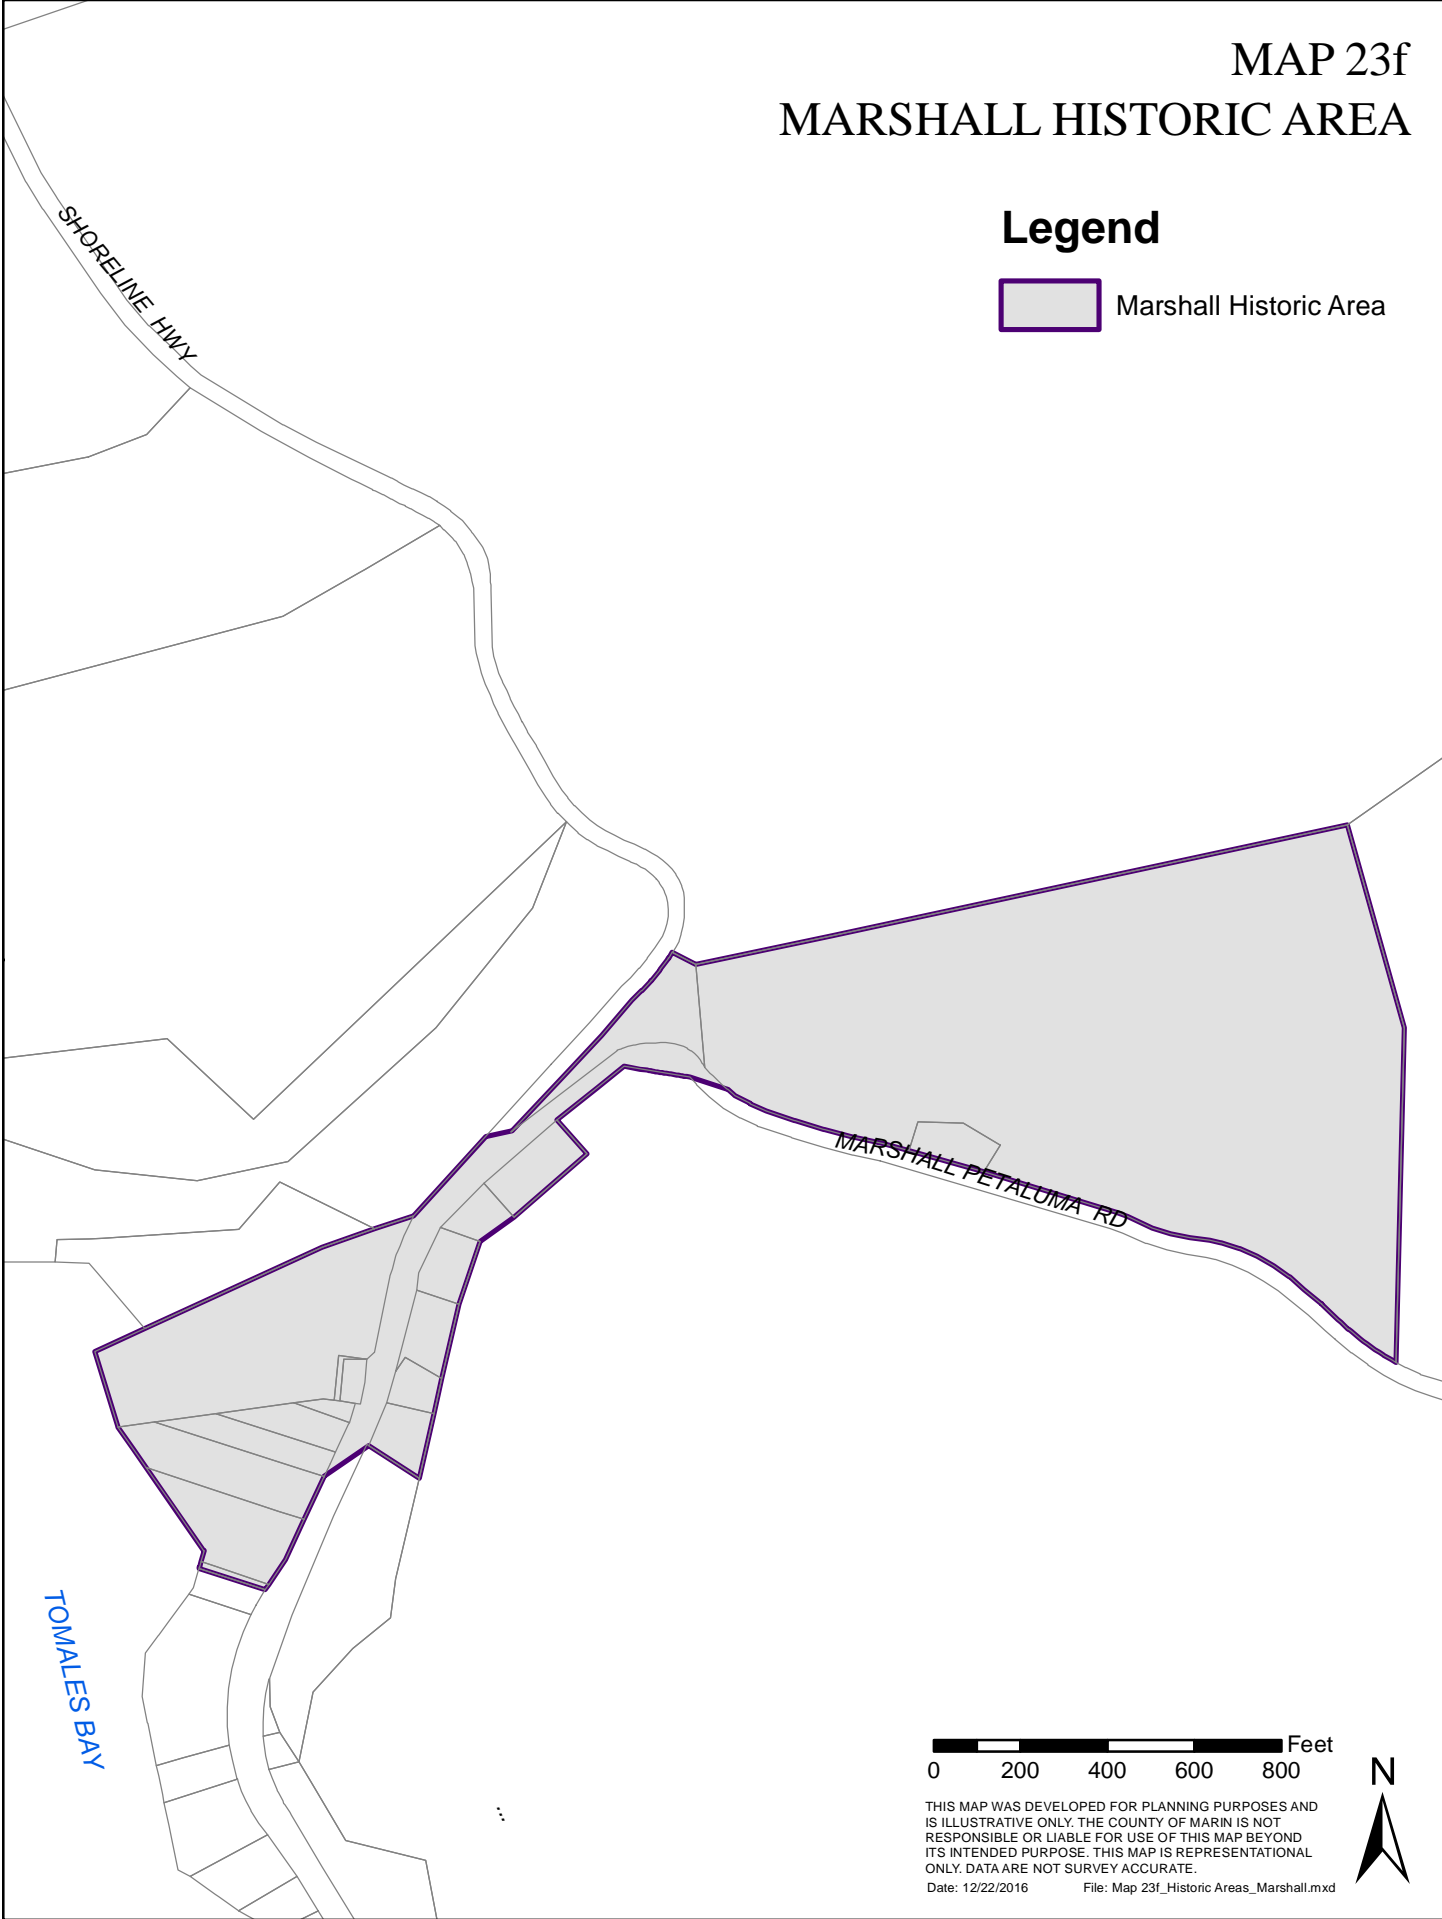 MAP 23f
MARSHALL HISTORIC AREA
Legend
Marshall Historic Area
SHORELINE HWY
MARSHALL PETALUMA RD
TOMALES BAY
Feet
0 200 400 600 800
N
THIS MAP WAS DEVELOPED FOR PLANNING PURPOSES AND
IS ILLUSTRATIVE ONLY. THE COUNTY OF MARIN IS NOT
RESPONSIBLE OR LIABLE FOR USE OF THIS MAP BEYOND
ITS INTENDED PURPOSE. THIS MAP IS REPRESENTATIONAL
ONLY. DATA ARE NOT SURVEY ACCURATE.
Date: 12/22/2016 File: Map 23f_Historic Areas_Marshall.mxd